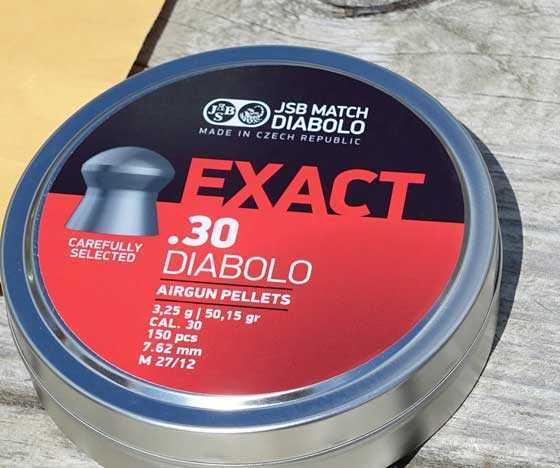 JSB
JSB MATCH
DIABOLO
MADE IN CZECH REPUBLIC
EXACT
CAREFULLY
SELECTED
.30
DIABOLO
AIRGUN PELLETS
3,25 g | 50,15 gr
CAL. 30
150 pcs
7.62 mm
M 27/12